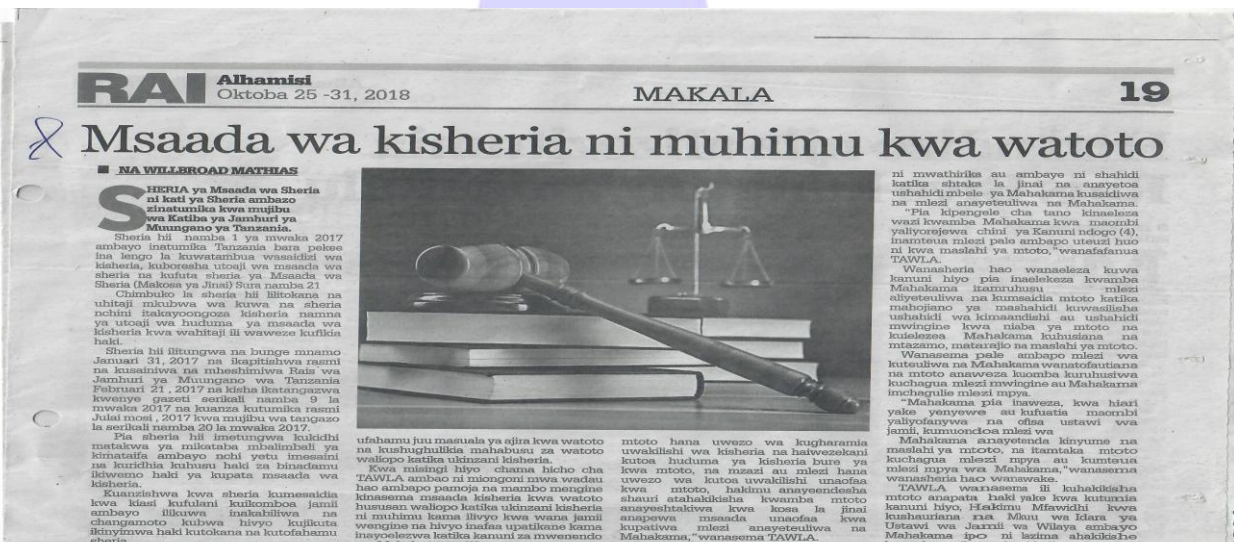 RAI
Alhamisi
Oktoba 25 -31, 2018
MAKALA
19
Msaada wa kisheria ni muhimu kwa watoto
NA WILLBROAD MATHIAS
SHERIA ya Msaada wa Sheria
ni kati ya Sheria ambazo
zinatumika kwa mujibu
wa Katiba ya Jamhuri ya
Muungano ya Tanzania.
Sheria hii namba 1 ya mwaka 2017
ambayo inatumika Tanzania bara pekee
ina lengo la kuwatambua wasaidizi wa
kisheria, kuboresha utoaji wa msaada wa
sheria na kufuta sheria ya Msaada wa
Sheria (Makosa ya Jinai) Sura namba 21
Chimbuko la sheria hii lilitokana na
uhitaji mkubwa wa kuwa na sheria
nchini itakayoongoza kisheria namna
ya utoaji wa huduma ya msaada wa
kisheria kwa wahitaji ili waweze kufikia
haki.
Sheria hii ilitungwa na bunge mnamo
Januari 31, 2017 na ikapitishwa rasmi
na kusainiwa na mheshimiwa Rais wa
Jamhuri ya Muungano wa Tanzania
Februari 21, 2017 na kisha ikatangazwa
kwenye gazeti serikali namba 9 la
mwaka 2017 na kuanza kutumika rasmi
Julai mosi, 2017 kwa mujibu wa tangazo
la serikali namba 20 la mwaka 2017.
Pia sheria hii imetungwa kukidhi
matakwa ya mikataba mbalimbali ya
kimataifa ambayo nchi yetu imesaini
na kuridhia kuhusu haki za binadamu
ikiwemo haki ya kupata msaada wa
kisheria.
Kuanzishwa kwa sheria kumesaidia
kwa kiasi kufulani kuikomboa jamii
ambayo ilikuwa inakabiliwa na
changamoto kubwa hivyo kujikuta
ikinyimwa haki kutokana na kutofahamu
sheria.
ufahamu juu masuala ya ajira kwa watoto
na kushughulikia mahabusu za watoto
waliopo katika ukinzani kisheria.
Kwa misingi hiyo chama hicho cha
TAWLA ambao ni miongoni mwa wadau
hao ambapo pamoja na mambo mengine
kinasema msaada kisheria kwa watoto
hususan waliopo katika ukinzani kisheria
ni muhimu kama ilivyo kwa wana jamii
wengine na hivyo inafaa upatikane kama
inayoelezwa katika kanuni za mwenendo
mtoto hana uwezo wa kugharamia
uwakilishi wa kisheria na haiwezekani
kutoa huduma ya kisheria bure ya
kwa mtoto, na mzazi au mlezi hana
uwezo wa kutoa uwakilishi unaofaa
kwa mtoto, hakimu anayeendesha
shauri atahakikisha kwamba mtoto
anayeshtakiwa kwa kosa la jinai
anapewa msaada unaofaa kwa
kupatiwa mlezi anayeteuliwa na
Mahakama,"wanasema TAWLA.
ni mwathirika au ambaye ni shahidi
katika shtaka la jinai na anayetoa
ushahidi mbele ya Mahakama kusaidiwa
na mlezi anayeteuliwa na Mahakama.
"Pia kipengele cha tano kinaeleza
wazi kwamba Mahakama kwa maombi
yaliyorejewa chini ya Kanuni ndogo (4),
inamteua mlezi pale ambapo uteuzi huo
ni kwa maslahi ya mtoto,"wanafafanua
TAWLA.
Wanasheria hao wanaeleza kuwa
kanuni hiyo pia inaelekeza kwamba
Mahakama itamruhusu mlezi
aliyeteuliwa na kumsaidia mtoto katika
mahojiano ya mashahidi kuwasilisha
ushahidi wa kimaandishi au ushahidi
mwingine kwa niaba ya mtoto na
kuielezea Mahakama kuhusiana na
mtazamo, matarajio na maslahi ya mtoto.
Wanasema pale ambapo mlezi wa
kuteuliwa na Mahakama wanatofautiana
na mtoto anaweza kuomba kuruhusiwa
kuchagua mlezi mwingine au Mahakama
imchagulie mlezi mpya.
"Mahakama pia inaweza, kwa hiari
yake yenyewe au kufuatia maombi
yaliyofanywa na ofisa ustawi wa
jamii, kumuondoa mlezi wa
Mahakama anayetenda kinyume na
maslahi ya mtoto, na itamtaka mtoto
kuchagua mlezi mpya au kumteua
mlezi mpya wa Mahakama,"wanasema
wanasheria hao wanawake.
TAWLA wanasema ili kuhakikisha
mtoto anapata haki yake kwa kutumia
kanuni hiyo, Hakimu Mfawidhi kwa
kushauriana na Mkuu wa Idara ya
Ustawi wa Jamii wa Wilaya ambayo
Mahakama ipo ni lazima ahakikishe